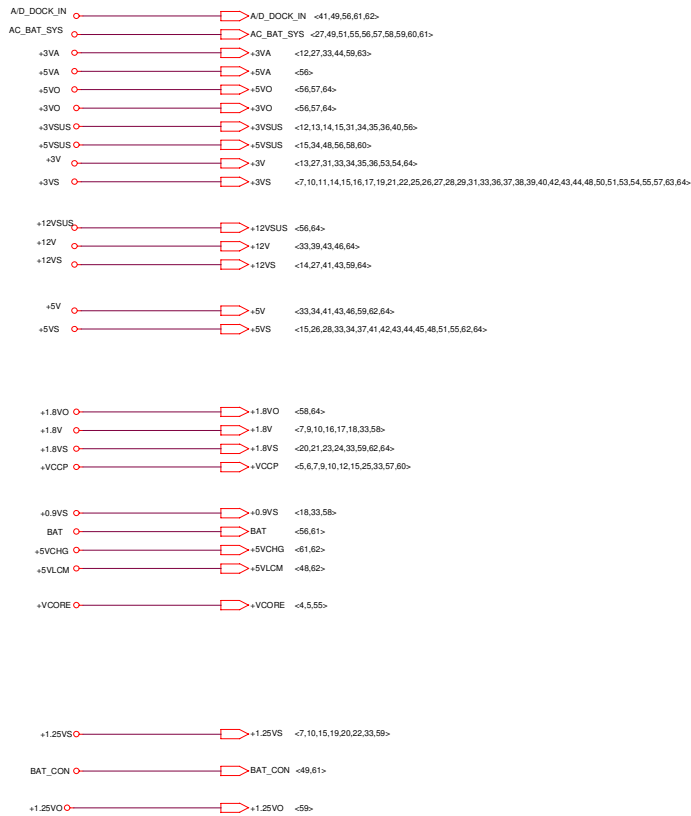 A/D_DOCK_IN A/D_DOCK_IN <41,49,56,61,62>
AC_BAT_SYS AC_BAT_SYS <27,49,51,55,56,57,58,59,60,61>
+3VA +3VA <12,27,33,44,59,63>
+5VA +5VA <56>
+5VO +5VO <56,57,64>
+3VO +3VO <56,57,64>
+3VSUS +3VSUS <12,13,14,15,31,34,35,36,40,56>
+5VSUS +5VSUS <15,34,48,56,58,60>
+3V +3V <13,27,31,33,34,35,36,53,54,64>
+3VS +3VS <7,10,11,14,15,16,17,19,21,22,25,26,27,28,29,31,33,36,37,38,39,40,42,43,44,48,50,51,53,54,55,57,63,64>
+12VSUS +12VSUS <56,64>
+12V +12V <33,39,43,46,64>
+12VS +12VS <14,27,41,43,59,64>
+5V +5V <33,34,41,43,46,59,62,64>
+5VS +5VS <15,26,28,33,34,37,41,42,43,44,45,48,51,55,62,64>
+1.8VO +1.8VO <58,64>
+1.8V +1.8V <7,9,10,16,17,18,33,58>
+1.8VS +1.8VS <20,21,23,24,33,59,62,64>
+VCCP +VCCP <5,6,7,9,10,12,15,25,33,57,60>
+0.9VS +0.9VS <18,33,58>
BAT BAT <56,61>
+5VCHG +5VCHG <61,62>
+5VLCM +5VLCM <48,62>
+VCORE +VCORE <4,5,55>
+1.25VS +1.25VS <7,10,15,19,20,22,33,59>
BAT_CON BAT_CON <49,61>
+1.25VO +1.25VO <59>